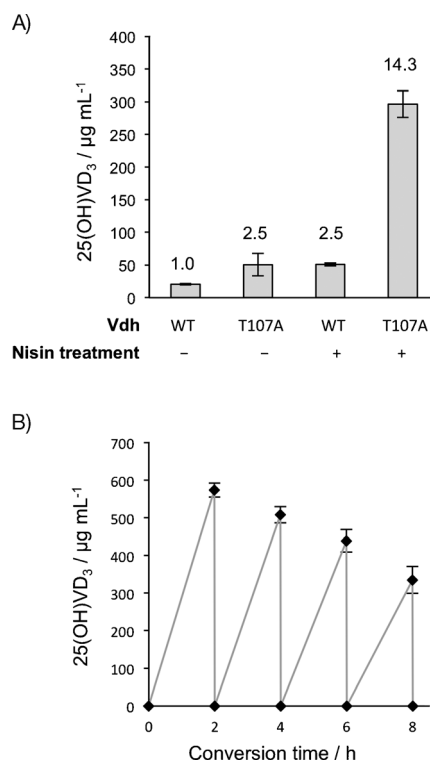 A)
400
350
300
250
200
150
100
50
0
25(OH)VD₃ / µg mL⁻¹
1.0
2.5
2.5
14.3
Vdh WT T107A WT T107A
Nisin treatment – – + +
B)
700
600
500
400
300
200
100
0
25(OH)VD₃ / µg mL⁻¹
0 2 4 6 8
Conversion time / h